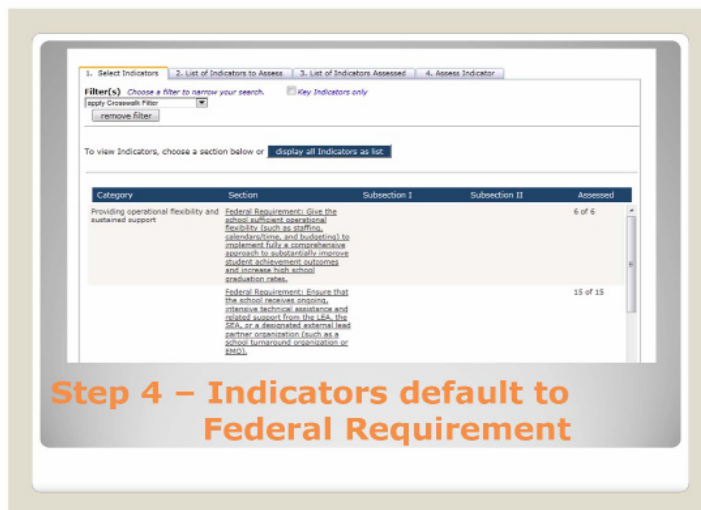 1. Select Indicators 2. List of Indicators to Assess 3. List of Indicators Assessed 4. Assess Indicator
Filter(s) Choose a filter to narrow your search. Key Indicators only
apply Crosswalk Filter
remove filter
To view Indicators, choose a section below or display all Indicators as list
Category Section Subsection I Subsection II Assessed
Providing operational flexibility and Federal Requirement: Give the 6 of 6
sustained support school sufficient operational
flexibility (such as staffing,
calendars/time, and budgeting) to
implement fully a comprehensive
approach to substantially improve
student achievement outcomes
and increase high school
graduation rates.
Federal Requirement: Ensure that 15 of 15
the school receives ongoing,
intensive technical assistance and
related support from the LEA, the
SEA, or a designated external lead
partner organization (such as a
school turnaround organization or
EMO).
Step 4 – Indicators default to
Federal Requirement